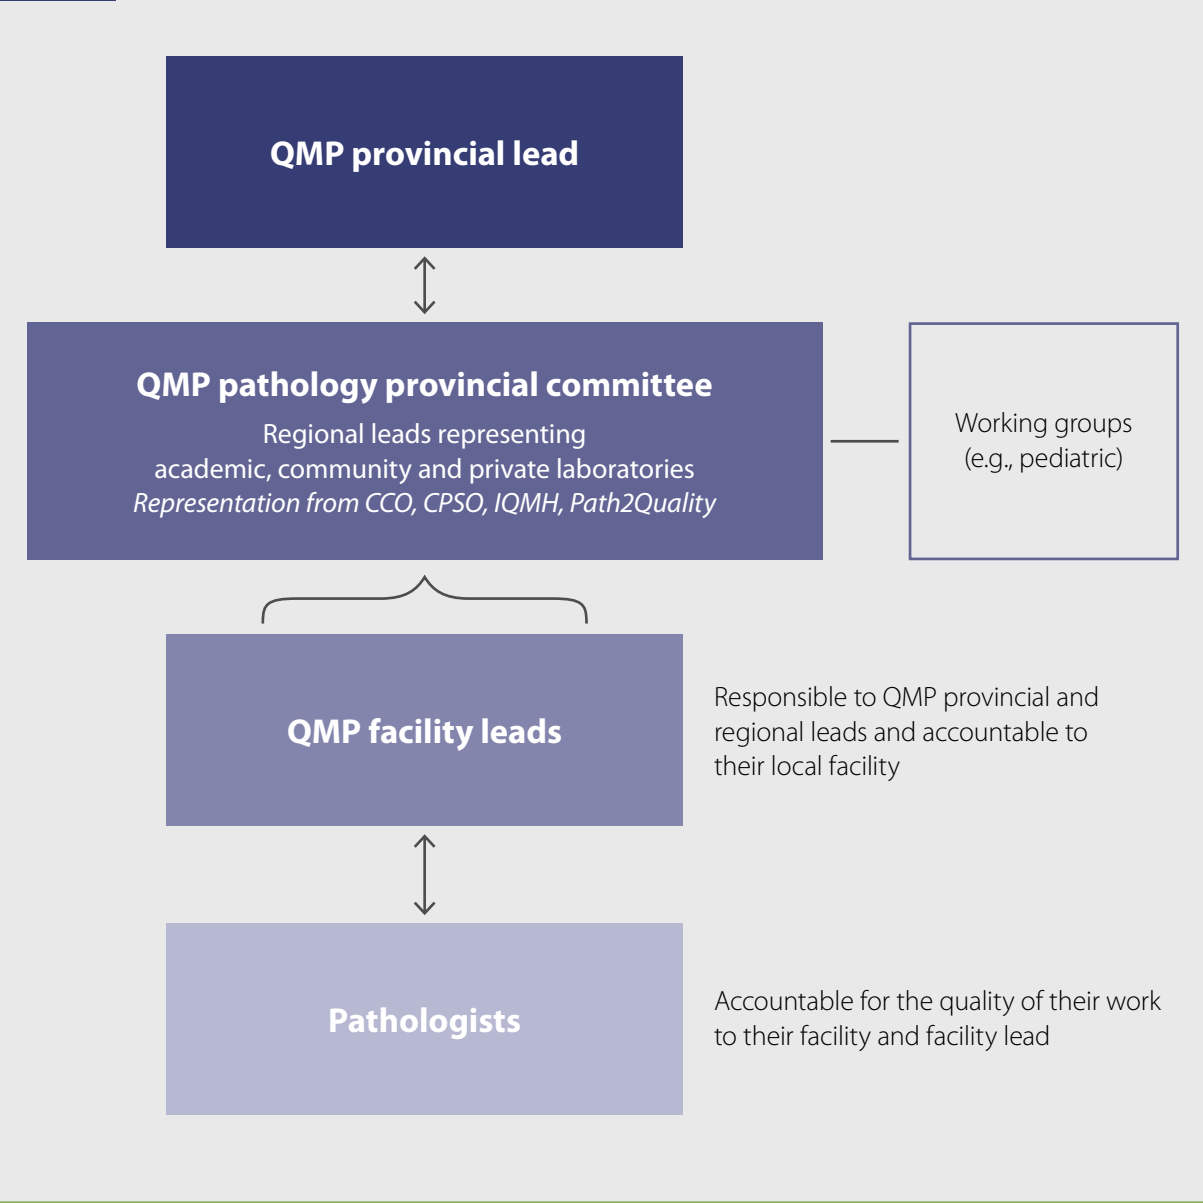 QMP provincial lead
QMP pathology provincial committee
Regional leads representing
academic, community and private laboratories
Representation from CCO, CPSO, IQMH, Path2Quality
Working groups
(e.g., pediatric)
QMP facility leads
Responsible to QMP provincial and
regional leads and accountable to
their local facility
Pathologists
Accountable for the quality of their work
to their facility and facility lead